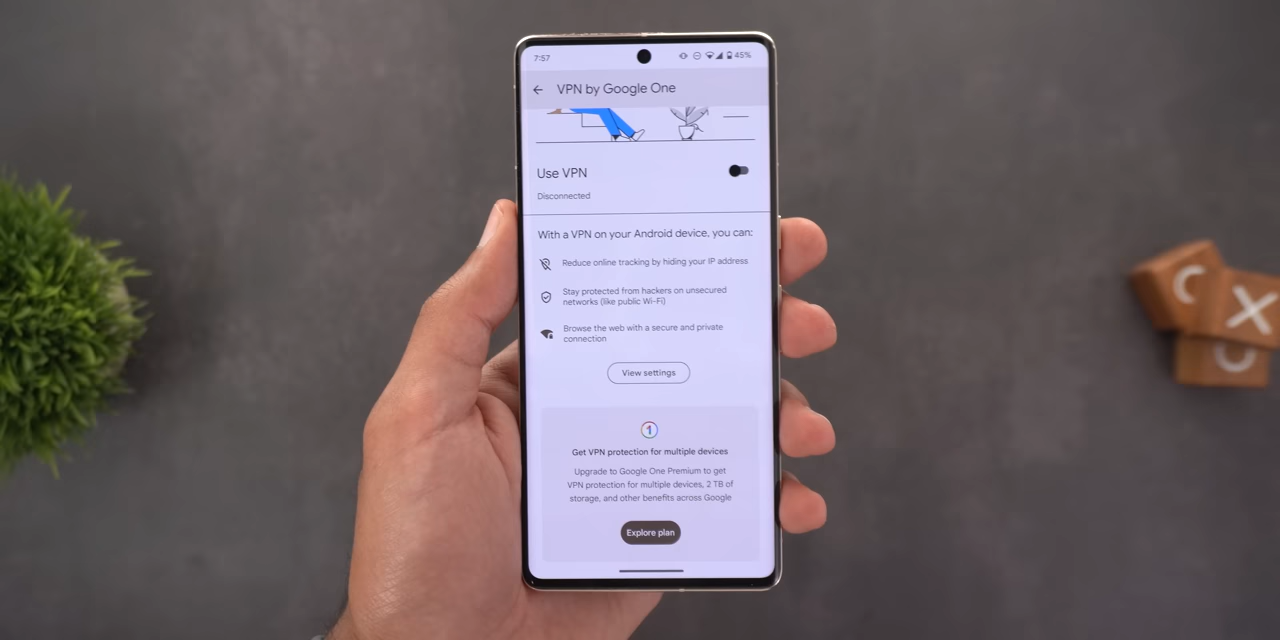 7:57
45%
VPN by Google One
Use VPN
Disconnected
With a VPN on your Android device, you can:
Reduce online tracking by hiding your IP address
Stay protected from hackers on unsecured
networks (like public Wi-Fi)
Browse the web with a secure and private
connection
View settings
1
Get VPN protection for multiple devices
Upgrade to Google One Premium to get
VPN protection for multiple devices, 2 TB of
storage, and other benefits across Google
Explore plan
X